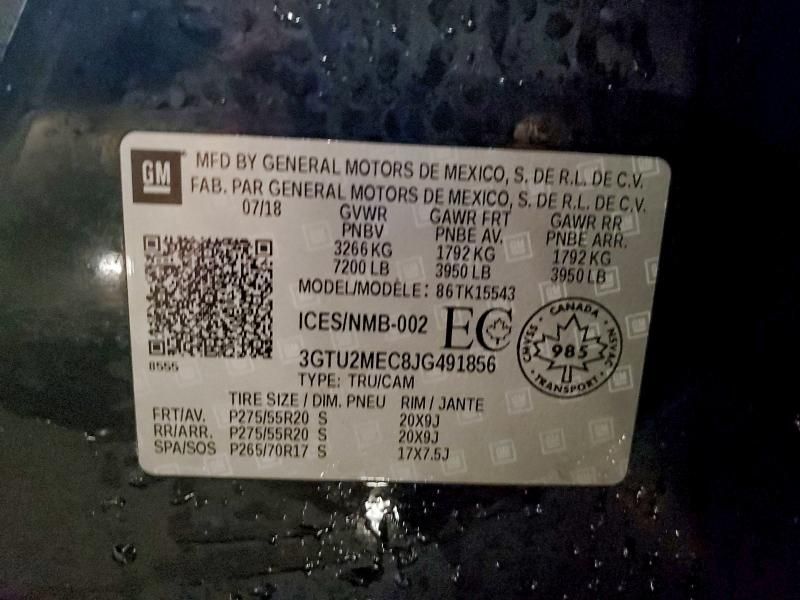 GM
MFD BY GENERAL MOTORS DE MEXICO, S. DE R.L. DE C.V.
FAB. PAR GENERAL MOTORS DE MEXICO, S. DE R.L. DE C.V.
07/18 GVWR GAWR FRT GAWR RR
PNBV PNBE AV. PNBE ARR.
3266 KG 1792 KG 1792 KG
7200 LB 3950 LB 3950 LB
MODEL/MODÈLE: 86TK15543
ICES/NMB-002 EC
CANADA
CMVSS 985 NSVAC
TRANSPORT
3GTU2MEC8JG491856
8555
TYPE: TRU/CAM
TIRE SIZE / DIM. PNEU RIM / JANTE
FRT/AV. P275/55R20 S 20X9J
RR/ARR. P275/55R20 S 20X9J
SPA/SOS P265/70R17 S 17X7.5J